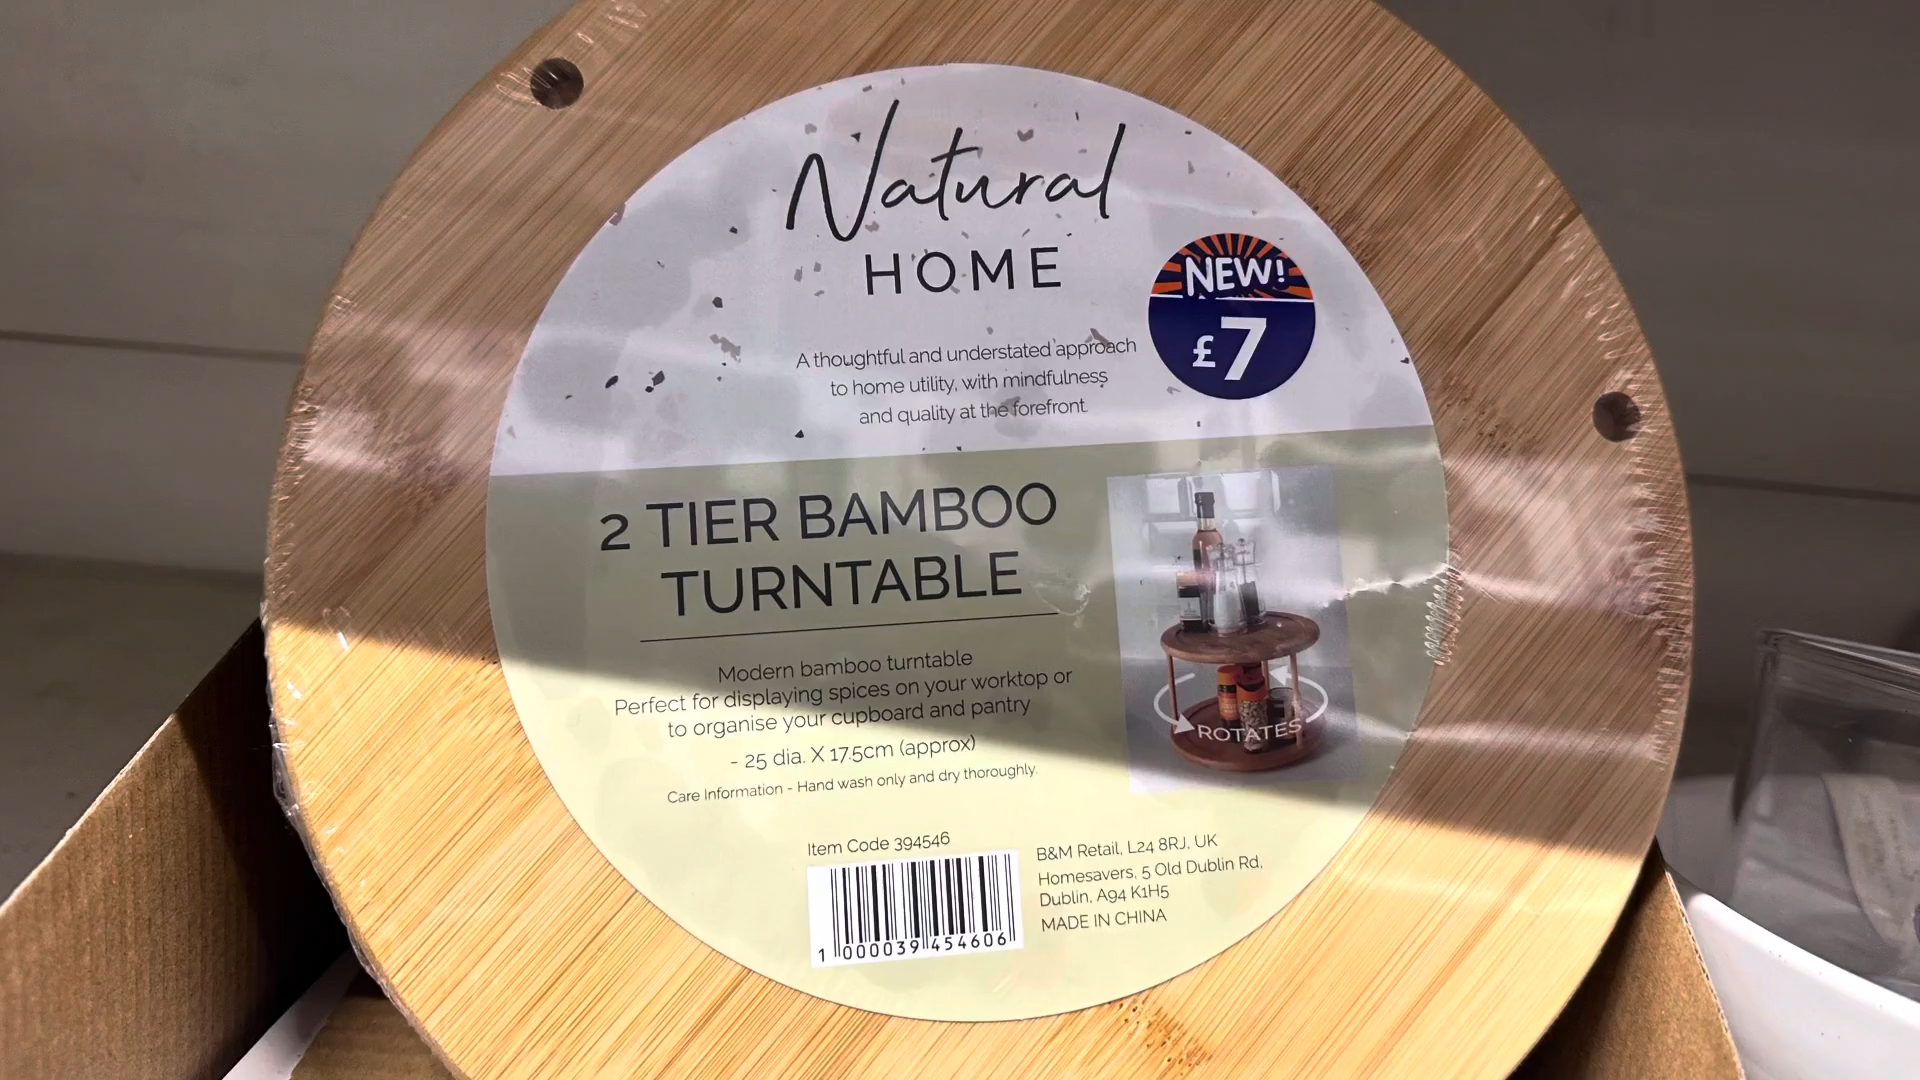 Natural
HOME
NEW!
£7
A thoughtful and understated approach
to home utility, with mindfulness
and quality at the forefront.
2 TIER BAMBOO
TURNTABLE
Modern bamboo turntable
Perfect for displaying spices on your worktop or
to organise your cupboard and pantry
- 25 dia. X 17.5cm (approx)
Care Information - Hand wash only and dry thoroughly.
ROTATES
Item Code 394546
1 000039 454606
B&M Retail, L24 8RJ, UK
Homesavers, 5 Old Dublin Rd,
Dublin, A94 K1H5
MADE IN CHINA